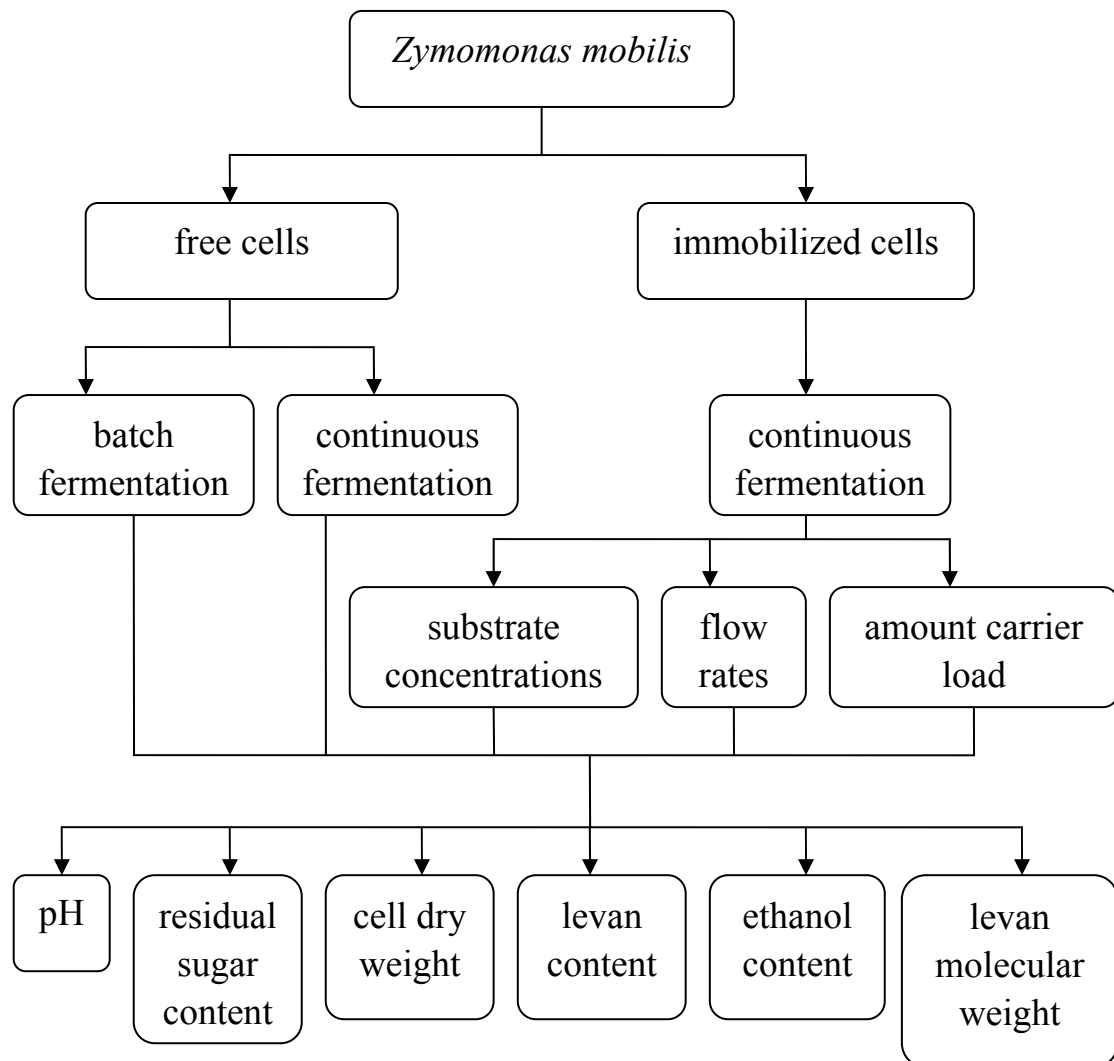 Zymomonas mobilis
free cells
immobilized cells
batch
fermentation
continuous
fermentation
continuous
fermentation
substrate
concentrations
flow
rates
amount carrier
load
pH
residual
sugar
content
cell dry
weight
levan
content
ethanol
content
levan
molecular
weight